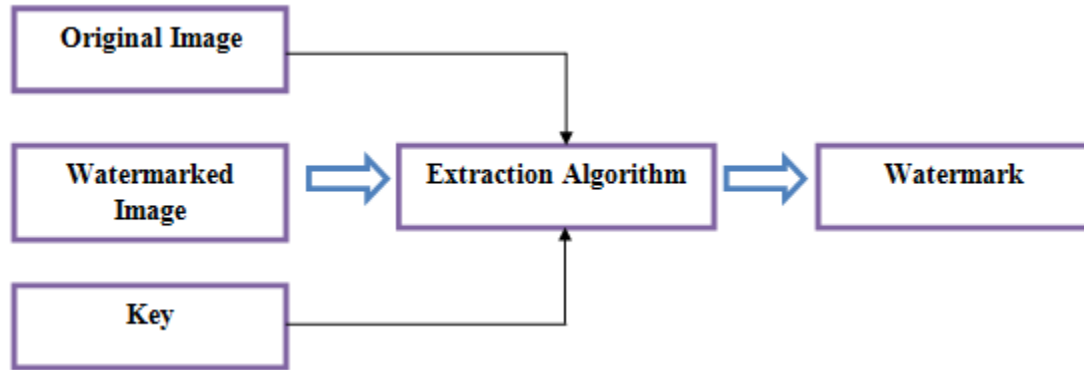 Original Image
Watermarked
Image
Extraction Algorithm
Watermark
Key